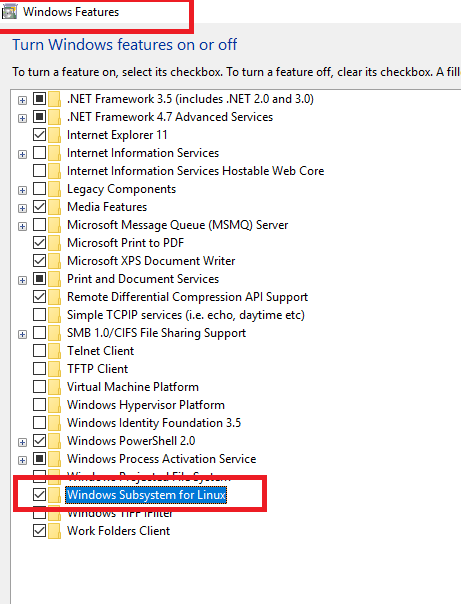 Windows Features
Turn Windows features on or off
To turn a feature on, select its checkbox. To turn a feature off, clear its checkbox. A fill
.NET Framework 3.5 (includes .NET 2.0 and 3.0)
.NET Framework 4.7 Advanced Services
Internet Explorer 11
Internet Information Services
Internet Information Services Hostable Web Core
Legacy Components
Media Features
Microsoft Message Queue (MSMQ) Server
Microsoft Print to PDF
Microsoft XPS Document Writer
Print and Document Services
Remote Differential Compression API Support
Simple TCPIP services (i.e. echo, daytime etc)
SMB 1.0/CIFS File Sharing Support
Telnet Client
TFTP Client
Virtual Machine Platform
Windows Hypervisor Platform
Windows Identity Foundation 3.5
Windows PowerShell 2.0
Windows Process Activation Service
Windows Projected File System
Windows Subsystem for Linux
Windows TIFF IFilter
Work Folders Client